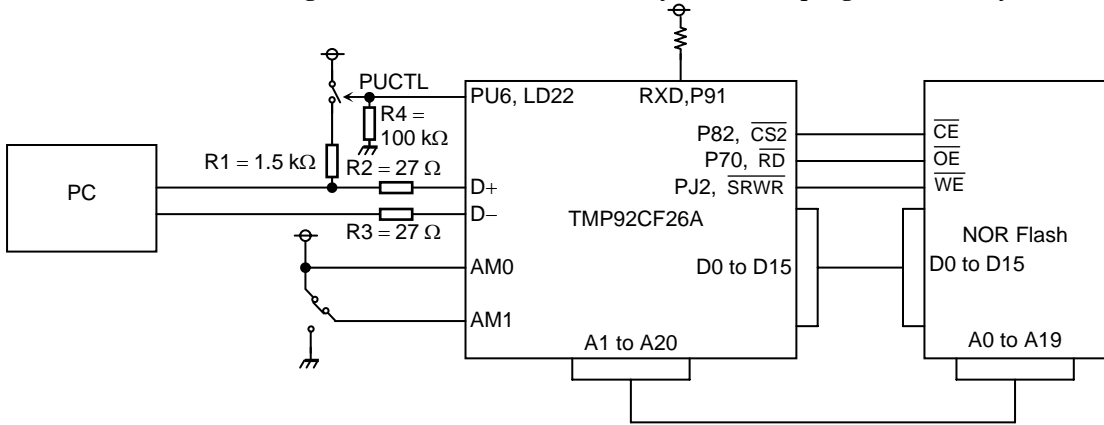 PUCTL
PU6, LD22
RXD,P91
R4 =
100 kΩ
P82, CS2
CE
R1 = 1.5 kΩ
R2 = 27 Ω
P70, RD
OE
PC
D+
PJ2, SRWR
WE
D−
TMP92CF26A
R3 = 27 Ω
NOR Flash
AM0
D0 to D15
D0 to D15
AM1
A1 to A20
A0 to A19